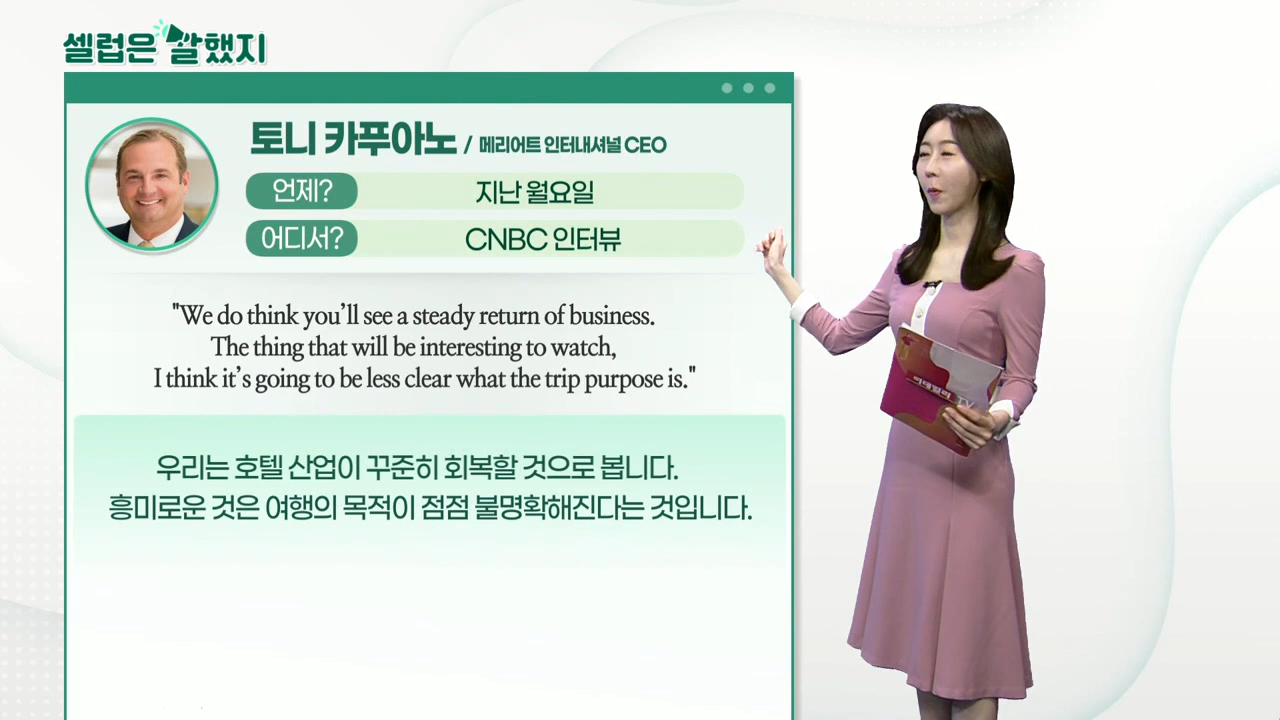 셀럽은 말했지
토니 카푸아노 / 메리어트 인터내셔널 CEO
언제? 지난 월요일
어디서? CNBC 인터뷰
"We do think you’ll see a steady return of business.
The thing that will be interesting to watch,
I think it’s going to be less clear what the trip purpose is."
우리는 호텔 산업이 꾸준히 회복할 것으로 봅니다.
흥미로운 것은 여행의 목적이 점점 불명확해진다는 것입니다.
이데일리 TV